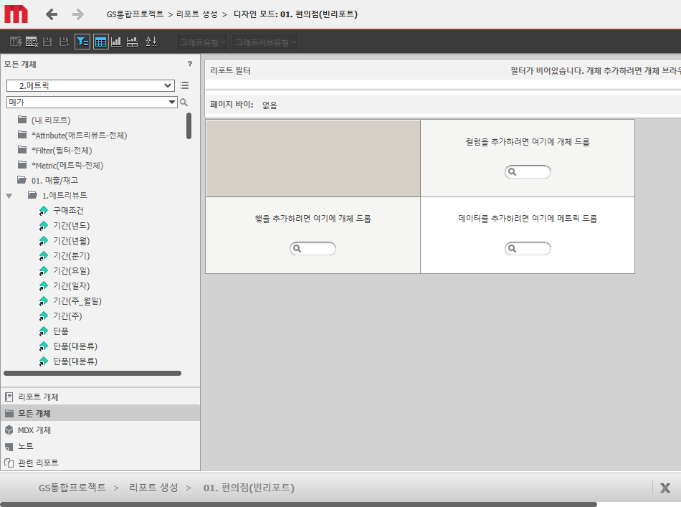 GS통합프로젝트 > 리포트 생성 > 디자인 모드: 01. 편의점(빈리포트)
그래프유형
그래프차트유형
모든 개체
?
2.메트릭
매가
(내 리포트)
*Attribute(애트리뷰트-전체)
*Filter(필터-전체)
*Metric(메트릭-전체)
01. 매출/재고
1.애트리뷰트
구매조건
기간(년도)
기간(년월)
기간(분기)
기간(요일)
기간(일자)
기간(주_월일)
기간(주)
단품
단품(대분류)
단품(대분류)
리포트 개체
모든 개체
MDX 개체
노트
관련 리포트
리포트 필터
필터가 비어있습니다. 개체 추가하려면 개체 브라우
페이지 바이: 없음
컬럼을 추가하려면 여기에 개체 드롭
행을 추가하려면 여기에 개체 드롭
데이터를 추가하려면 여기에 메트릭 드롭
GS통합프로젝트 > 리포트 생성 > 01. 편의점(빈리포트)
X